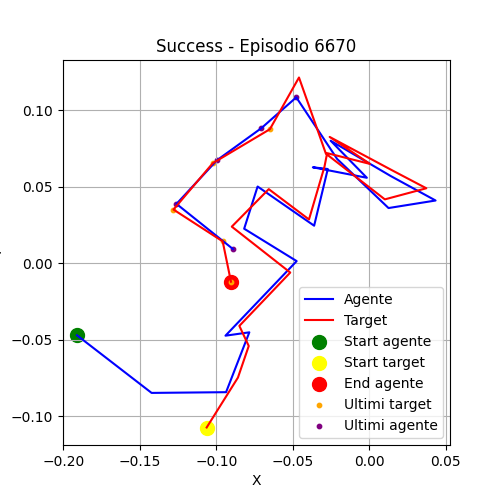 Success - Episodio 6670
0.10
0.05
0.00
−0.05
−0.10
−0.20
−0.15
−0.10
−0.05
0.00
0.05
X
Agente
Target
Start agente
Start target
End agente
Ultimi target
Ultimi agente